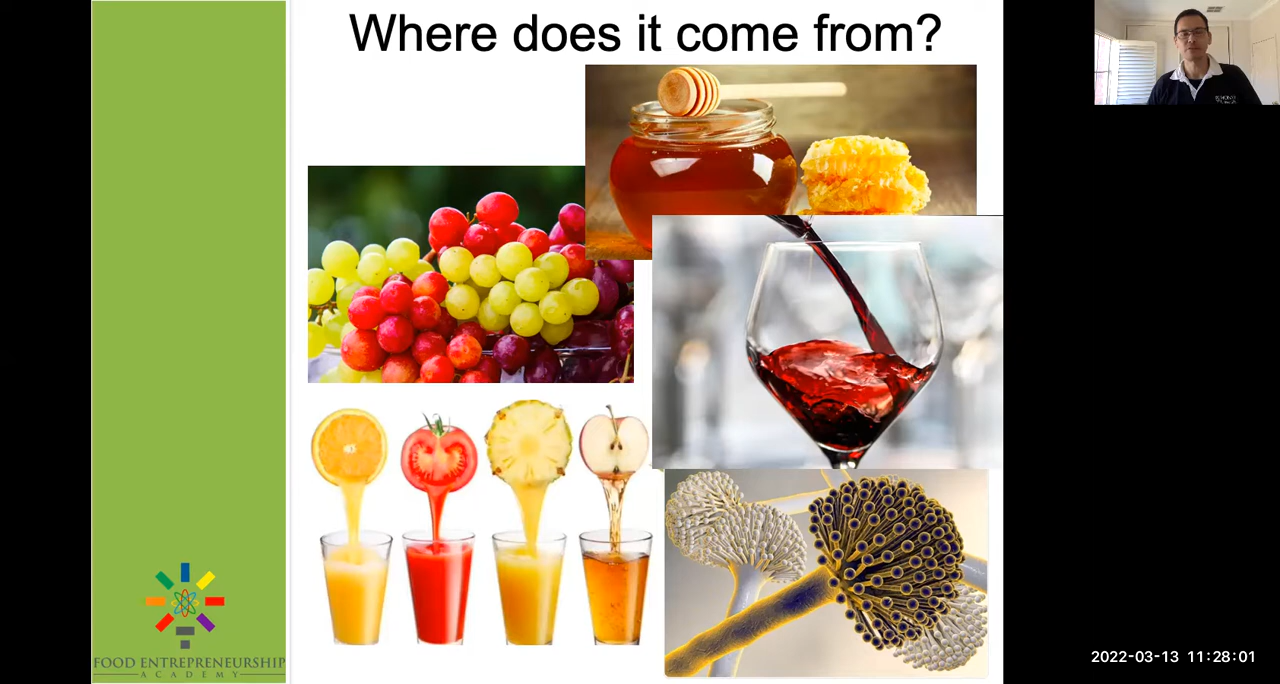 Where does it come from?
FOOD ENTREPRENEURSHIP
ACADEMY
2022-03-13 11:28:01